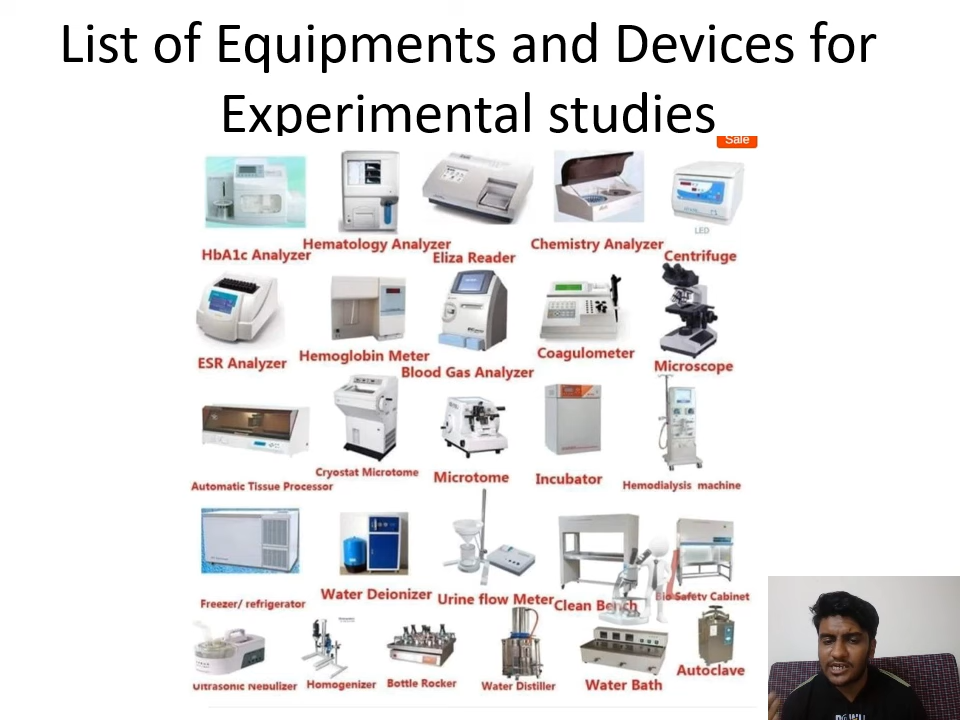 List of Equipments and Devices for
Experimental studies
Sale
LED
HbA1c Analyzer
Hematology Analyzer
Eliza Reader
Chemistry Analyzer
Centrifuge
ESR Analyzer
Hemoglobin Meter
Blood Gas Analyzer
Coagulometer
Microscope
Automatic Tissue Processor
Cryostat Microtome
Microtome
Incubator
Hemodialysis machine
Freezer/ refrigerator
Water Deionizer
Urine flow Meter
Clean Bench
Bio Safety Cabinet
Ultrasonic Nebulizer
Homogenizer
Bottle Rocker
Water Distiller
Water Bath
Autoclave